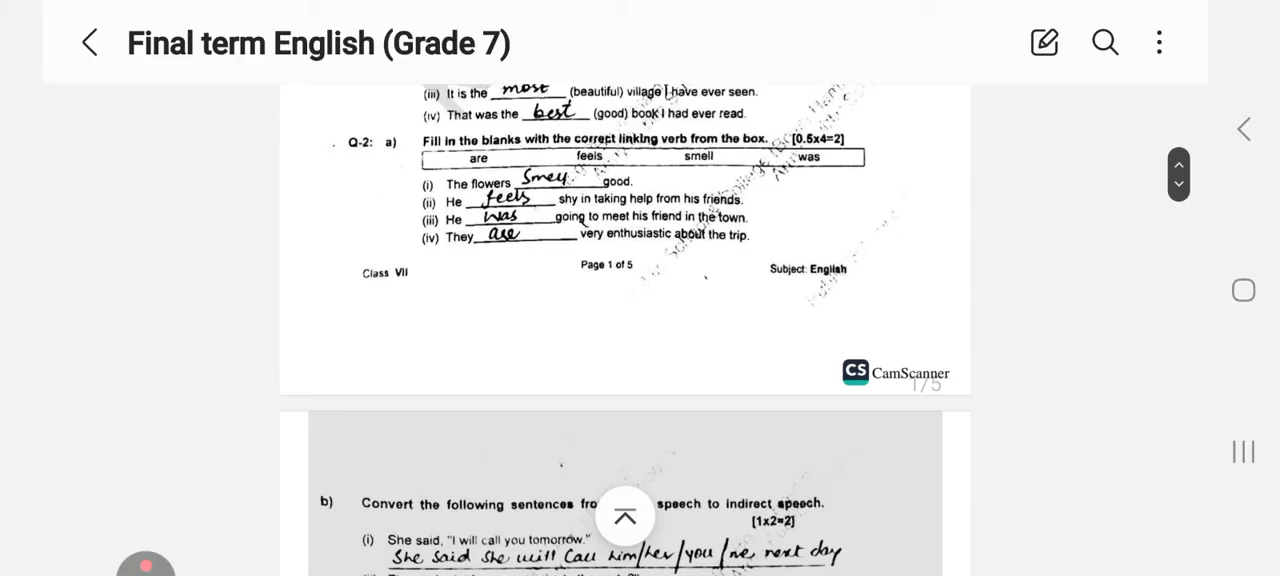 Final term English (Grade 7)
(iii) It is the most (beautiful) village I have ever seen.
(iv) That was the best (good) book I had ever read.
Q-2: a) Fill in the blanks with the correct linking verb from the box. [0.5x4=2]
are feels smell was
(i) The flowers smell good.
(ii) He feels shy in taking help from his friends.
(iii) He was going to meet his friend in the town.
(iv) They are very enthusiastic about the trip.
Class VII Page 1 of 5 Subject: English
CS CamScanner
1/5
b) Convert the following sentences fro speech to indirect speech.
[1x2=2]
(i) She said, "I will call you tomorrow."
She said she will call him/her/you/me next day